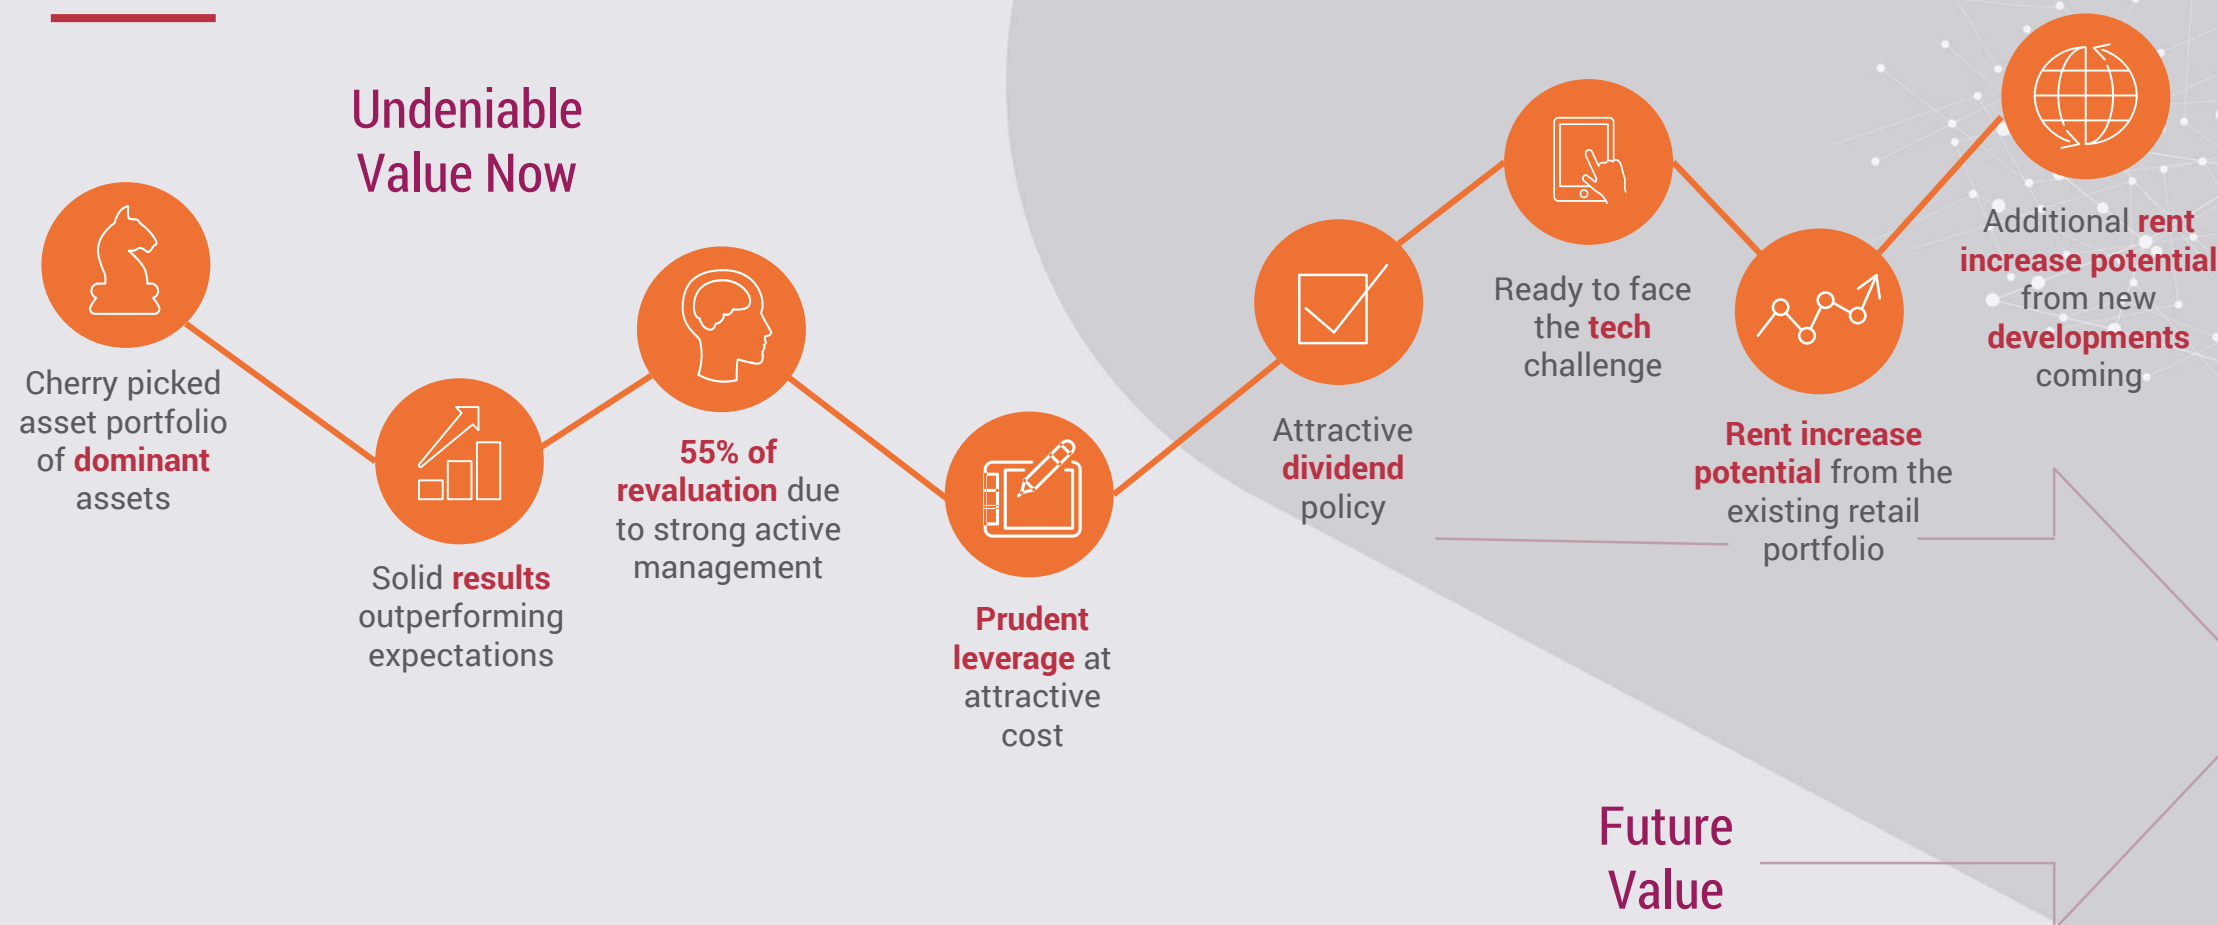 Undeniable
Value Now
Cherry picked
asset portfolio
of dominant
assets
Solid results
outperforming
expectations
55% of
revaluation due
to strong active
management
Prudent
leverage at
attractive
cost
Attractive
dividend
policy
Ready to face
the tech
challenge
Rent increase
potential from the
existing retail
portfolio
Additional rent
increase potential
from new
developments
coming
Future
Value